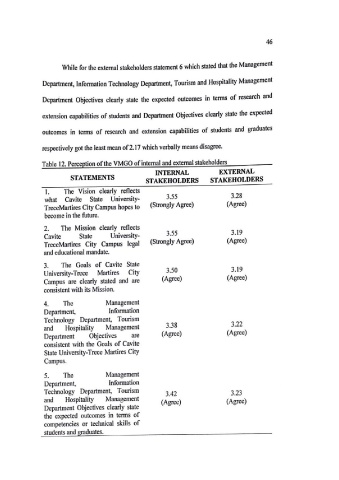 46
While for the external stakeholders statement 6 which stated that the Management
Department, Information Technology Department, Tourism and Hospitality Management
Department Objectives clearly state the expected outcomes in terms of research and
extension capabilities of students and Department Objectives clearly state the expected
outcomes in terms of research and extension capabilities of students and graduates
respectively got the least mean of 2.17 which verbally means disagree.
Table 12. Perception of the VMGO of internal and external stakeholders
STATEMENTS INTERNAL STAKEHOLDERS EXTERNAL STAKEHOLDERS
1. The Vision clearly reflects
what Cavite State University-
TreceMartires City Campus hopes to
become in the future.
3.55
(Strongly Agree)
3.28
(Agree)
2. The Mission clearly reflects
Cavite State University-
TreceMartires City Campus legal
and educational mandate.
3.55
(Strongly Agree)
3.19
(Agree)
3. The Goals of Cavite State
University-Trece Martires City
Campus are clearly stated and are
consistent with its Mission.
3.50
(Agree)
3.19
(Agree)
4. The Management
Department, Information
Technology Department, Tourism
and Hospitality Management
Department Objectives are
consistent with the Goals of Cavite
State University-Trece Martires City
Campus.
3.38
(Agree)
3.22
(Agree)
5. The Management
Department, Information
Technology Department, Tourism
and Hospitality Management
Department Objectives clearly state
the expected outcomes in terms of
competencies or technical skills of
students and graduates.
3.42
(Agree)
3.23
(Agree)